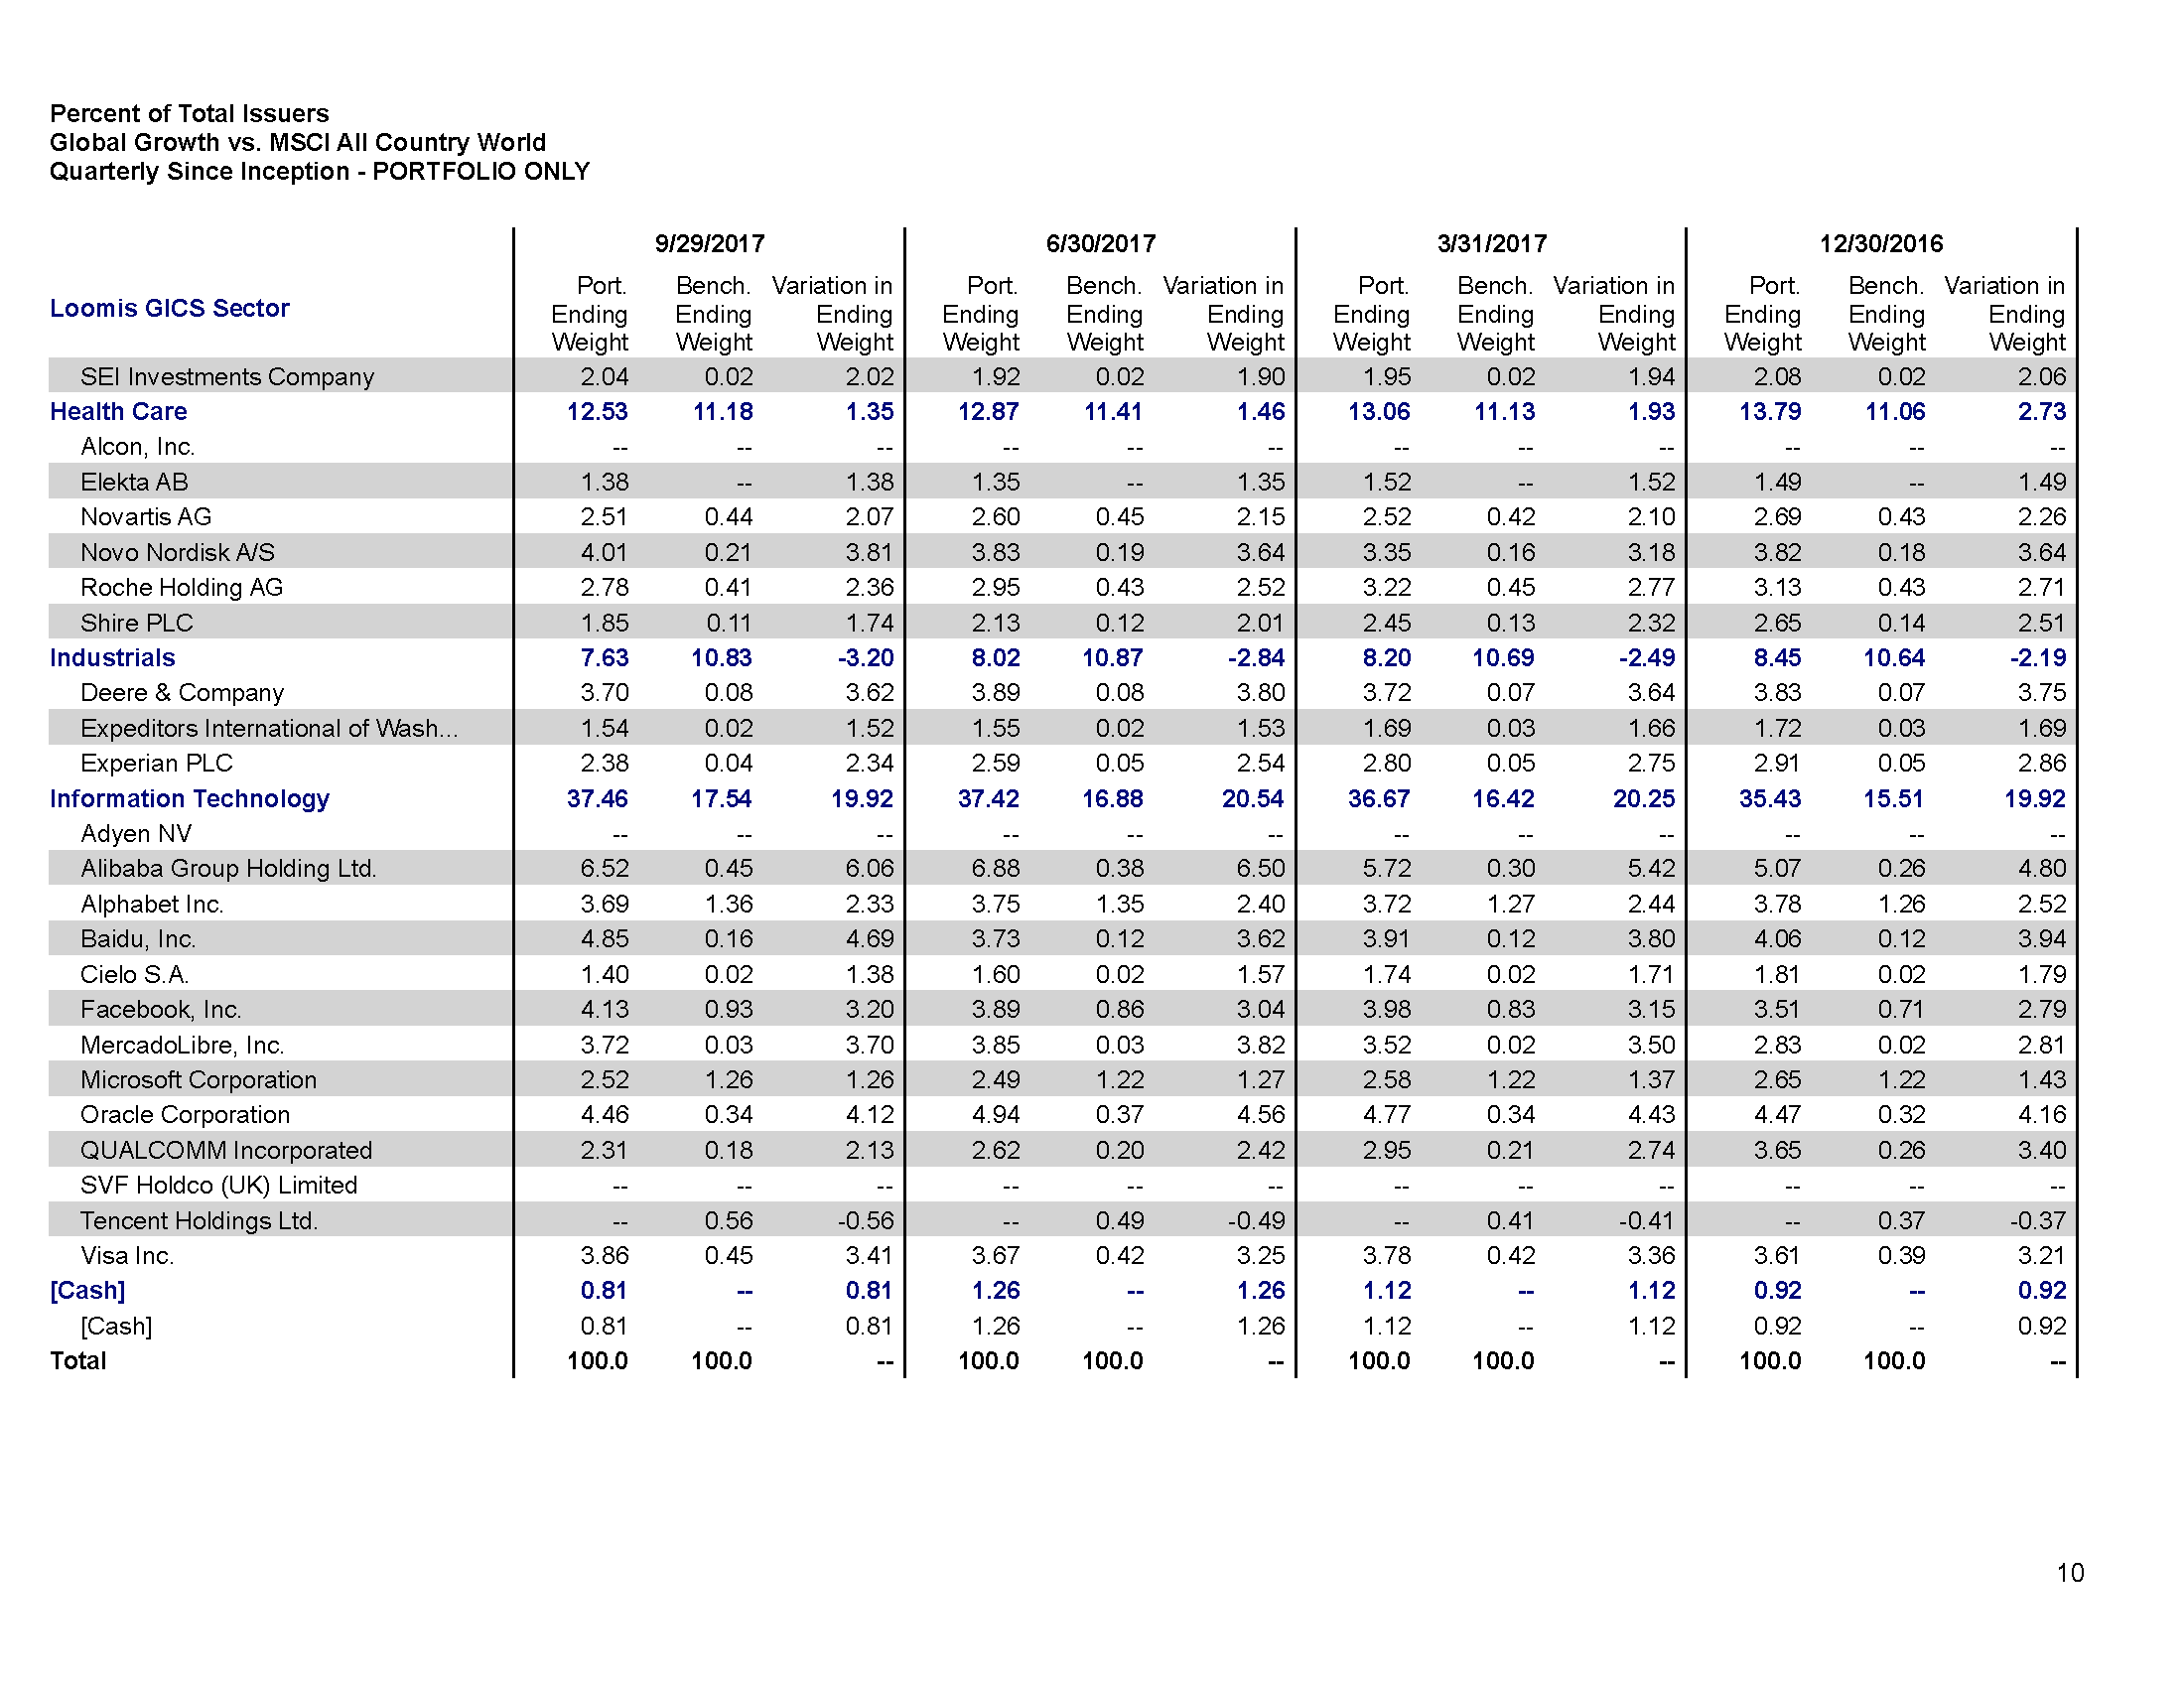 Percent of Total Issuers
Global Growth vs. MSCI All Country World
Quarterly Since Inception - PORTFOLIO ONLY
9/29/2017 6/30/2017 3/31/2017 12/30/2016
Loomis GICS Sector
Port. Bench. Variation in Port. Bench. Variation in Port. Bench. Variation in Port. Bench. Variation in
Ending Ending Ending Ending Ending Ending Ending Ending Ending Ending Ending Ending
Weight Weight Weight Weight Weight Weight Weight Weight Weight Weight Weight Weight
SEI Investments Company 2.04 0.02 2.02 1.92 0.02 1.90 1.95 0.02 1.94 2.08 0.02 2.06
Health Care 12.53 11.18 1.35 12.87 11.41 1.46 13.06 11.13 1.93 13.79 11.06 2.73
Alcon, Inc. -- -- -- -- -- -- -- -- -- -- -- --
Elekta AB 1.38 -- 1.38 1.35 -- 1.35 1.52 -- 1.52 1.49 -- 1.49
Novartis AG 2.51 0.44 2.07 2.60 0.45 2.15 2.52 0.42 2.10 2.69 0.43 2.26
Novo Nordisk A/S 4.01 0.21 3.81 3.83 0.19 3.64 3.35 0.16 3.18 3.82 0.18 3.64
Roche Holding AG 2.78 0.41 2.36 2.95 0.43 2.52 3.22 0.45 2.77 3.13 0.43 2.71
Shire PLC 1.85 0.11 1.74 2.13 0.12 2.01 2.45 0.13 2.32 2.65 0.14 2.51
Industrials 7.63 10.83 -3.20 8.02 10.87 -2.84 8.20 10.69 -2.49 8.45 10.64 -2.19
Deere & Company 3.70 0.08 3.62 3.89 0.08 3.80 3.72 0.07 3.64 3.83 0.07 3.75
Expeditors International of Wash... 1.54 0.02 1.52 1.55 0.02 1.53 1.69 0.03 1.66 1.72 0.03 1.69
Experian PLC 2.38 0.04 2.34 2.59 0.05 2.54 2.80 0.05 2.75 2.91 0.05 2.86
Information Technology 37.46 17.54 19.92 37.42 16.88 20.54 36.67 16.42 20.25 35.43 15.51 19.92
Adyen NV -- -- -- -- -- -- -- -- -- -- -- --
Alibaba Group Holding Ltd. 6.52 0.45 6.06 6.88 0.38 6.50 5.72 0.30 5.42 5.07 0.26 4.80
Alphabet Inc. 3.69 1.36 2.33 3.75 1.35 2.40 3.72 1.27 2.44 3.78 1.26 2.52
Baidu, Inc. 4.85 0.16 4.69 3.73 0.12 3.62 3.91 0.12 3.80 4.06 0.12 3.94
Cielo S.A. 1.40 0.02 1.38 1.60 0.02 1.57 1.74 0.02 1.71 1.81 0.02 1.79
Facebook, Inc. 4.13 0.93 3.20 3.89 0.86 3.04 3.98 0.83 3.15 3.51 0.71 2.79
MercadoLibre, Inc. 3.72 0.03 3.70 3.85 0.03 3.82 3.52 0.02 3.50 2.83 0.02 2.81
Microsoft Corporation 2.52 1.26 1.26 2.49 1.22 1.27 2.58 1.22 1.37 2.65 1.22 1.43
Oracle Corporation 4.46 0.34 4.12 4.94 0.37 4.56 4.77 0.34 4.43 4.47 0.32 4.16
QUALCOMM Incorporated 2.31 0.18 2.13 2.62 0.20 2.42 2.95 0.21 2.74 3.65 0.26 3.40
SVF Holdco (UK) Limited -- -- -- -- -- -- -- -- -- -- -- --
Tencent Holdings Ltd. -- 0.56 -0.56 -- 0.49 -0.49 -- 0.41 -0.41 -- 0.37 -0.37
Visa Inc. 3.86 0.45 3.41 3.67 0.42 3.25 3.78 0.42 3.36 3.61 0.39 3.21
[Cash] 0.81 -- 0.81 1.26 -- 1.26 1.12 -- 1.12 0.92 -- 0.92
[Cash] 0.81 -- 0.81 1.26 -- 1.26 1.12 -- 1.12 0.92 -- 0.92
Total 100.0 100.0 -- 100.0 100.0 -- 100.0 100.0 -- 100.0 100.0 --
10